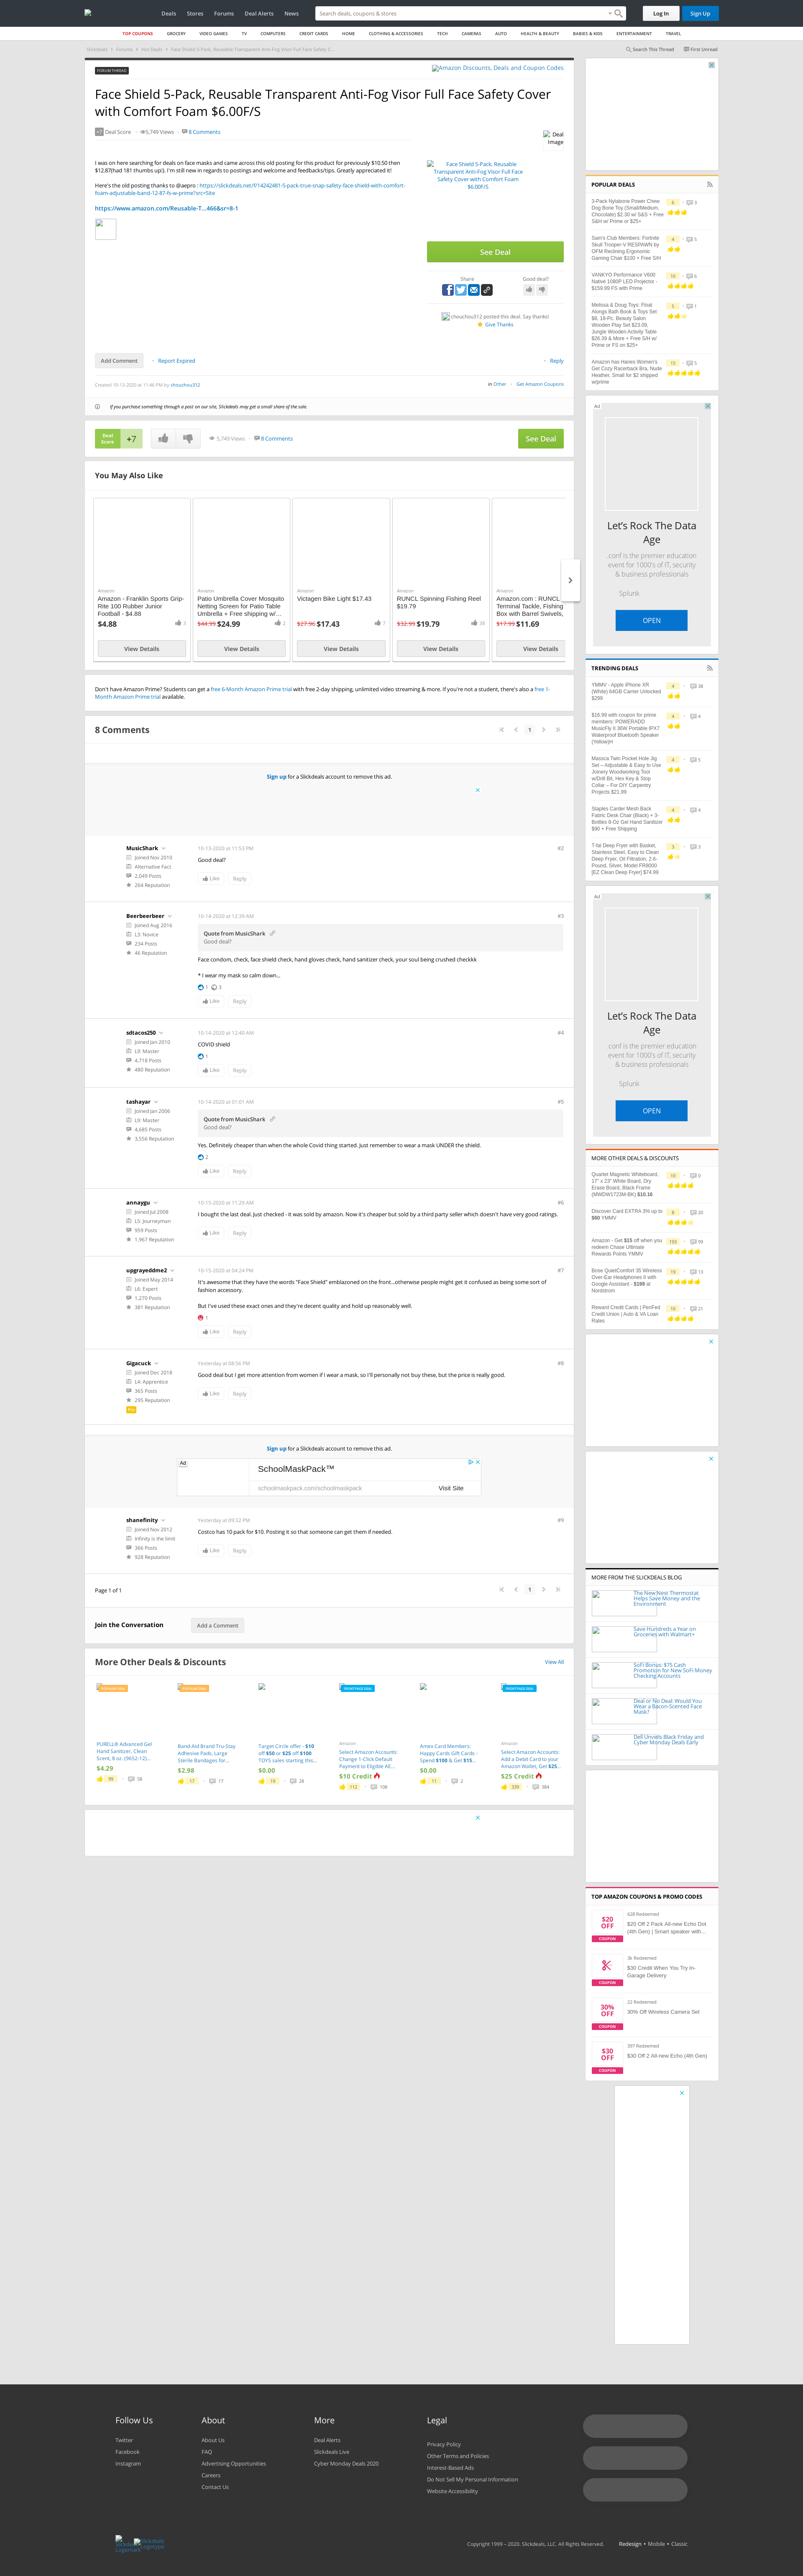 Deals
Stores
Forums
Deal Alerts
News
Search deals, coupons & stores
Log In
Sign Up
TOP COUPONS
GROCERY
VIDEO GAMES
TV
COMPUTERS
CREDIT CARDS
HOME
CLOTHING & ACCESSORIES
TECH
CAMERAS
AUTO
HEALTH & BEAUTY
BABIES & KIDS
ENTERTAINMENT
TRAVEL
Slickdeals › Forums › Hot Deals › Face Shield 5-Pack, Reusable Transparent Anti-Fog Visor Full Face Safety C...
Search This Thread
First Unread
FORUM THREAD
Amazon Discounts, Deals and Coupon Codes
Face Shield 5-Pack, Reusable Transparent Anti-Fog Visor Full Face Safety Cover
with Comfort Foam $6.00F/S
+7 Deal Score
5,749 Views
8 Comments
Deal
Image
I was on here searching for deals on face masks and came across this old posting for this product for previously $10.50 then
$12.87(had 181 thumbs up!). I'm still new in regards to postings and welcome any advice and feedbacks/tips. Greatly appreciate it!
Here's the old posting thanks to @aepro : https://slickdeals.net/f/14242481-5-pack-true-snap-safety-face-shield-with-comfort-
foam-adjustable-band-12-87-fs-w-prime?src=Site
https://www.amazon.com/Reusable-T...466&sr=8-1
Face Shield 5-Pack, Reusable
Transparent Anti-Fog Visor Full Face
Safety Cover with Comfort Foam
$6.00F/S
See Deal
Share
Good deal?
chouchou312 posted this deal. Say thanks!
Give Thanks
Add Comment
Report Expired
Reply
Created 10-13-2020 at 11:46 PM by chouchou312
in Other
Get Amazon Coupons
If you purchase something through a post on our site, Slickdeals may get a small share of the sale.
Deal
Score
+7
5,749 Views
8 Comments
See Deal
You May Also Like
Amazon
Amazon - Franklin Sports Grip-
Rite 100 Rubber Junior
Football - $4.88
$4.88
3
View Details
Amazon
Patio Umbrella Cover Mosquito
Netting Screen for Patio Table
Umbrella + Free shipping w/...
$44.99 $24.99
2
View Details
Amazon
Victagen Bike Light $17.43
$27.96 $17.43
7
View Details
Amazon
RUNCL Spinning Fishing Reel
$19.79
$32.99 $19.79
38
View Details
Amazon
Amazon.com : RUNCL
Terminal Tackle, Fishing
Box with Barrel Swivels,
$17.99 $11.69
View Details
Don't have Amazon Prime? Students can get a free 6-Month Amazon Prime trial with free 2-day shipping, unlimited video streaming & more. If you're not a student, there's also a free 1-
Month Amazon Prime trial available.
8 Comments
1
Sign up for a Slickdeals account to remove this ad.
MusicShark
Joined Nov 2010
Alternative Fact
2,049 Posts
264 Reputation
10-13-2020 at 11:53 PM
#2
Good deal?
Like
Reply
Beerbeerbeer
Joined Aug 2016
L3: Novice
234 Posts
46 Reputation
10-14-2020 at 12:39 AM
#3
Quote from MusicShark
Good deal?
Face condom, check, face shield check, hand gloves check, hand sanitizer check, your soul being crushed checkkk
* I wear my mask so calm down...
1
3
Like
Reply
sdtacos250
Joined Jan 2010
L9: Master
4,718 Posts
480 Reputation
10-14-2020 at 12:40 AM
#4
COVID shield
1
Like
Reply
tashayar
Joined Jan 2006
L9: Master
4,685 Posts
3,556 Reputation
10-14-2020 at 01:01 AM
#5
Quote from MusicShark
Good deal?
Yes. Definitely cheaper than when the whole Covid thing started. Just remember to wear a mask UNDER the shield.
2
Like
Reply
annaygu
Joined Jul 2008
L5: Journeyman
959 Posts
1,967 Reputation
10-15-2020 at 11:29 AM
#6
I bought the last deal. Just checked - it was sold by amazon. Now it's cheaper but sold by a third party seller which doesn't have very good ratings.
Like
Reply
upgrayeddme2
Joined May 2014
L6: Expert
1,270 Posts
381 Reputation
10-15-2020 at 04:24 PM
#7
It's awesome that they have the words "Face Shield" emblazoned on the front...otherwise people might get it confused as being some sort of
fashion accessory.
But I've used these exact ones and they're decent quality and hold up reasonably well.
1
Like
Reply
Gigacuck
Joined Dec 2018
L4: Apprentice
365 Posts
295 Reputation
Pro
Yesterday at 08:56 PM
#8
Good deal but I get more attention from women if I wear a mask, so I'll personally not buy these, but the price is really good.
Like
Reply
Sign up for a Slickdeals account to remove this ad.
Ad
SchoolMaskPack™
schoolmaskpack.com/schoolmaskpack
Visit Site
shanefinity
Joined Nov 2012
Infinity is the limit
366 Posts
928 Reputation
Yesterday at 09:32 PM
#9
Costco has 10 pack for $10. Posting it so that someone can get them if needed.
Like
Reply
Page 1 of 1
1
Join the Conversation
Add a Comment
More Other Deals & Discounts
View All
POPULAR DEAL
PURELL® Advanced Gel
Hand Sanitizer, Clean
Scent, 8 oz. (9652-12)...
$4.29
99
58
POPULAR DEAL
Band-Aid Brand Tru-Stay
Adhesive Pads, Large
Sterile Bandages for...
$2.98
17
17
Target Circle offer - $10
off $50 or $25 off $100
TOYS sales starting this...
$0.00
19
28
FRONTPAGE DEAL
Amazon
Select Amazon Accounts:
Change 1-Click Default
Payment to Eligible AE...
$10 Credit
112
108
Amex Card Members:
Happy Cards Gift Cards -
Spend $100 & Get $15...
$0.00
11
2
FRONTPAGE DEAL
Amazon
Select Amazon Accounts:
Add a Debit Card to your
Amazon Wallet, Get $25...
$25 Credit
339
384
POPULAR DEALS
3-Pack Nylabone Power Chew
Dog Bone Toy (Small/Medium,
Chocolate) $2.30 w/ S&S + Free
S&H w/ Prime or $25+
6
3
Sam's Club Members: Fortnite
Skull Trooper-V RESPAWN by
OFM Reclining Ergonomic
Gaming Chair $100 + Free S/H
4
5
VANKYO Performance V600
Native 1080P LED Projector -
$159.99 FS with Prime
10
6
Melissa & Doug Toys: Float
Alongs Bath Book & Toys Set
$8, 18-Pc. Beauty Salon
Wooden Play Set $23.09,
Jungle Wooden Activity Table
$26.39 & More + Free S/H w/
Prime or FS on $25+
5
1
Amazon has Hanes Women's
Get Cozy Racerback Bra, Nude
Heather, Small for $2 shipped
w/prime
15
5
Ad
Let's Rock The Data
Age
.conf is the premier education
event for 1000's of IT, security
& business professionals
Splunk
OPEN
TRENDING DEALS
YMMV - Apple iPhone XR
(White) 64GB Carrier Unlocked
$299
4
38
$16.99 with coupon for prime
members: POWERADD
MusicFly II 36W Portable IPX7
Waterproof Bluetooth Speaker
(Yellow)H
4
4
Massca Twin Pocket Hole Jig
Set – Adjustable & Easy to Use
Joinery Woodworking Tool
w/Drill Bit, Hex Key & Stop
Collar – For DIY Carpentry
Projects $21.99
4
5
Staples Carder Mesh Back
Fabric Desk Chair (Black) + 3-
Bottles 8-Oz Gel Hand Sanitizer
$90 + Free Shipping
4
4
T-fal Deep Fryer with Basket,
Stainless Steel, Easy to Clean
Deep Fryer, Oil Filtration, 2.6-
Pound, Silver, Model FR8000
[EZ Clean Deep Fryer] $74.99
3
3
Ad
Let's Rock The Data
Age
.conf is the premier education
event for 1000's of IT, security
& business professionals
Splunk
OPEN
MORE OTHER DEALS & DISCOUNTS
Quartet Magnetic Whiteboard,
17" x 23" White Board, Dry
Erase Board, Black Frame
(MWDW1723M-BK) $10.16
10
0
Discover Card EXTRA 3% up to
$60 YMMV
8
20
Amazon - Get $15 off when you
redeem Chase Ultimate
Rewards Points YMMV
193
99
Bose QuietComfort 35 Wireless
Over-Ear Headphones II with
Google Assistant - $199 at
Nordstrom
19
13
Reward Credit Cards | PenFed
Credit Union | Auto & VA Loan
Rates
10
21
MORE FROM THE SLICKDEALS BLOG
The New Nest Thermostat
Helps Save Money and the
Environment
Save Hundreds a Year on
Groceries with Walmart+
SoFi Bonus: $75 Cash
Promotion for New SoFi Money
Checking Accounts
Deal or No Deal: Would You
Wear a Bacon-Scented Face
Mask?
Dell Unveils Black Friday and
Cyber Monday Deals Early
TOP AMAZON COUPONS & PROMO CODES
$20
OFF
COUPON
628 Redeemed
$20 Off 2 Pack All-new Echo Dot
(4th Gen) | Smart speaker with...
COUPON
3k Redeemed
$30 Credit When You Try In-
Garage Delivery
30%
OFF
COUPON
22 Redeemed
30% Off Wireless Camera Set
$30
OFF
COUPON
397 Redeemed
$30 Off 2 All-new Echo (4th Gen)
Follow Us
Twitter
Facebook
Instagram
About
About Us
FAQ
Advertising Opportunities
Careers
Contact Us
More
Deal Alerts
Slickdeals Live
Cyber Monday Deals 2020
Legal
Privacy Policy
Other Terms and Policies
Interest-Based Ads
Do Not Sell My Personal Information
Website Accessibility
Slickdeals
Logotype
Copyright 1999 – 2020. Slickdeals, LLC. All Rights Reserved.
Redesign • Mobile • Classic